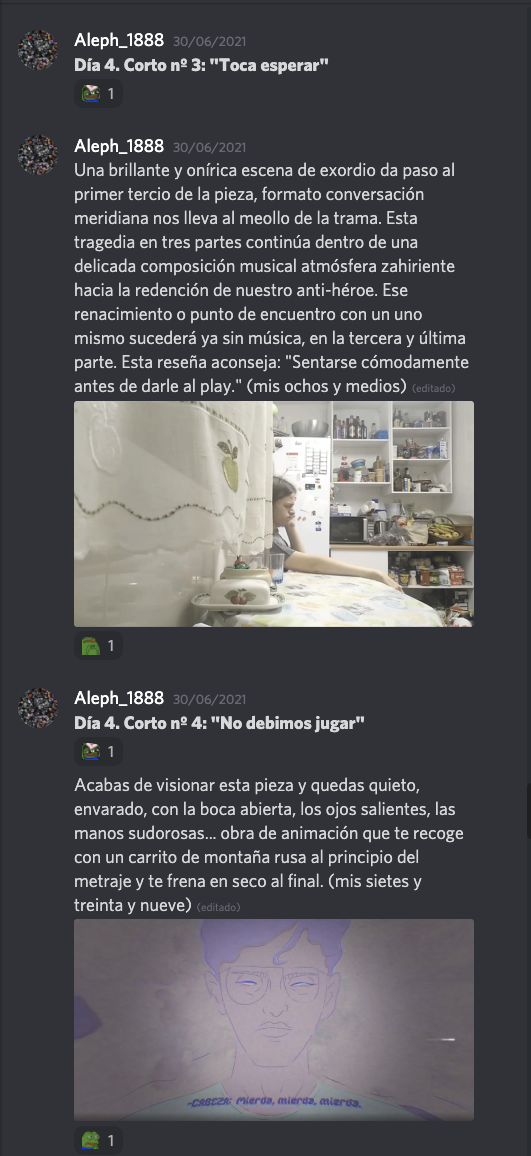 Aleph_1888 30/06/2021
Día 4. Corto nº 3: "Toca esperar"
1
Aleph_1888 30/06/2021
Una brillante y onírica escena de exordio da paso al
primer tercio de la pieza, formato conversación
meridiana nos lleva al meollo de la trama. Esta
tragedia en tres partes continúa dentro de una
delicada composición musical atmósfera zahiriente
hacia la redención de nuestro anti-héroe. Ese
renacimiento o punto de encuentro con un uno
mismo sucederá ya sin música, en la tercera y última
parte. Esta reseña aconseja: "Sentarse cómodamente
antes de darle al play." (mis ochos y medios) (editado)
1
Aleph_1888 30/06/2021
Día 4. Corto nº 4: "No debimos jugar"
1
Acabas de visionar esta pieza y quedas quieto,
envarado, con la boca abierta, los ojos salientes, las
manos sudorosas... obra de animación que te recoge
con un carrito de montaña rusa al principio del
metraje y te frena en seco al final. (mis sietes y
treinta y nueve) (editado)
-CABEZA: Mierda, mierda, mierda.
1